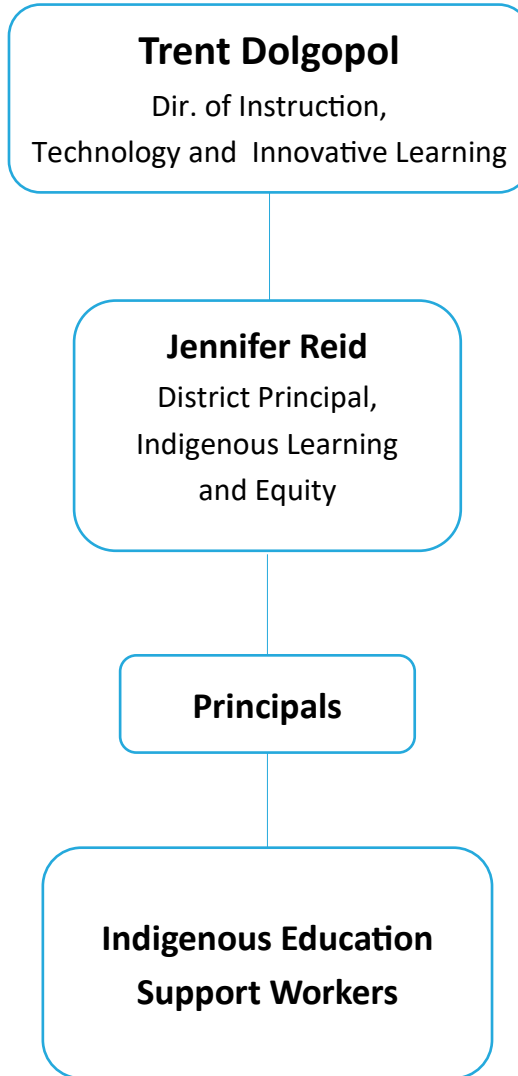 Trent Dolgopol
Dir. of Instruction,
Technology and  Innovative Learning
Jennifer Reid
District Principal,
Indigenous Learning
and Equity
Principals
Indigenous Education
Support Workers